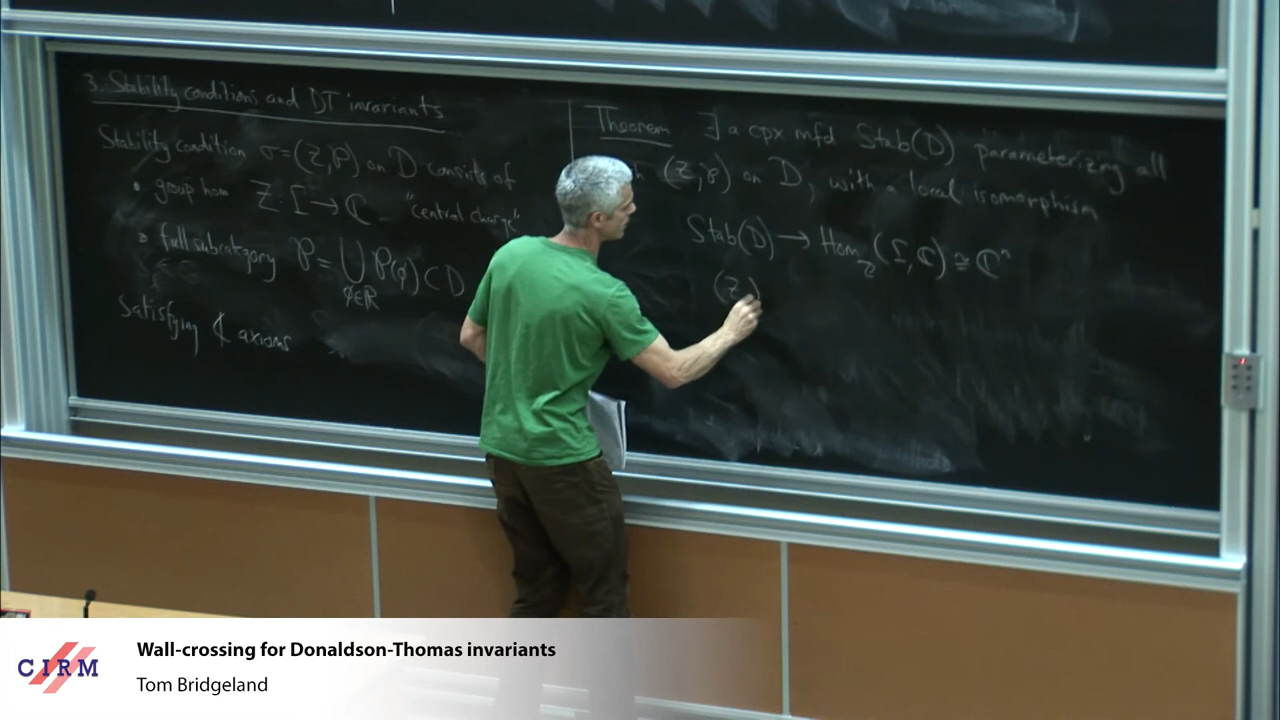 3. Stability conditions and DT invariants
Stability condition σ=(Z,P) on D consists of
• group hom Z: Γ→ℂ "central charge"
• full subcategory P = ⋃ P(φ) ⊂ D
φ∈ℝ
satisfying axioms
Theorem ∃ a cpx mfd Stab(D) parameterizing all
(Z,P) on D, with a local isomorphism
Stab(D) → Hom_ℤ(Γ,ℂ) ≅ ℂⁿ
(Z,
CIRM
Wall-crossing for Donaldson-Thomas invariants
Tom Bridgeland